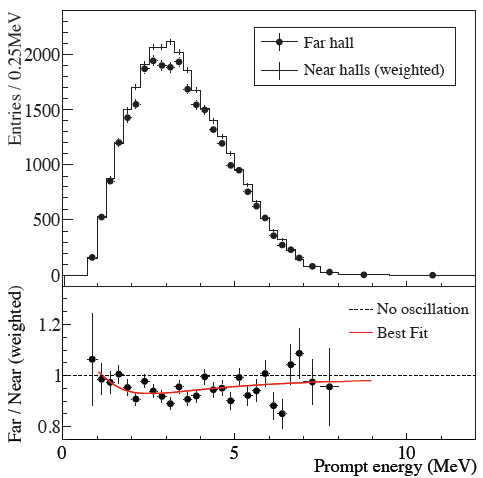 Entries / 0.25MeV
2000
1500
1000
500
0
Far hall
Near halls (weighted)
Far / Near (weighted)
1.2
1
0.8
No oscillation
Best Fit
0 5 10
Prompt energy (MeV)